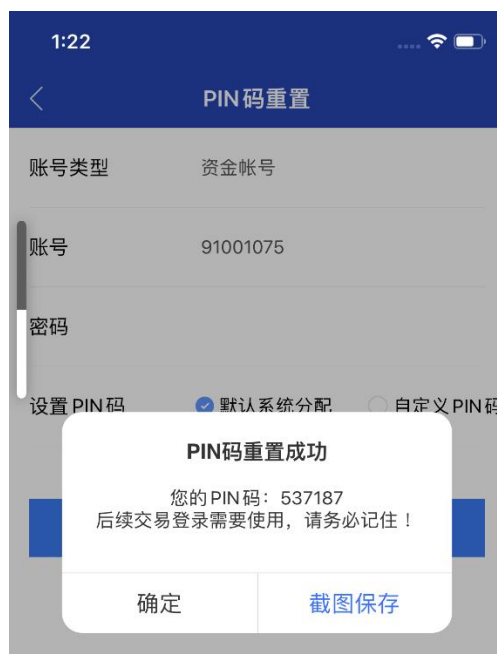 1:22
PIN码重置
账号类型 资金帐号
账号 91001075
密码
设置PIN码 默认系统分配 自定义PIN码
PIN码重置成功
您的PIN码：537187
后续交易登录需要使用，请务必记住！
确定 截图保存